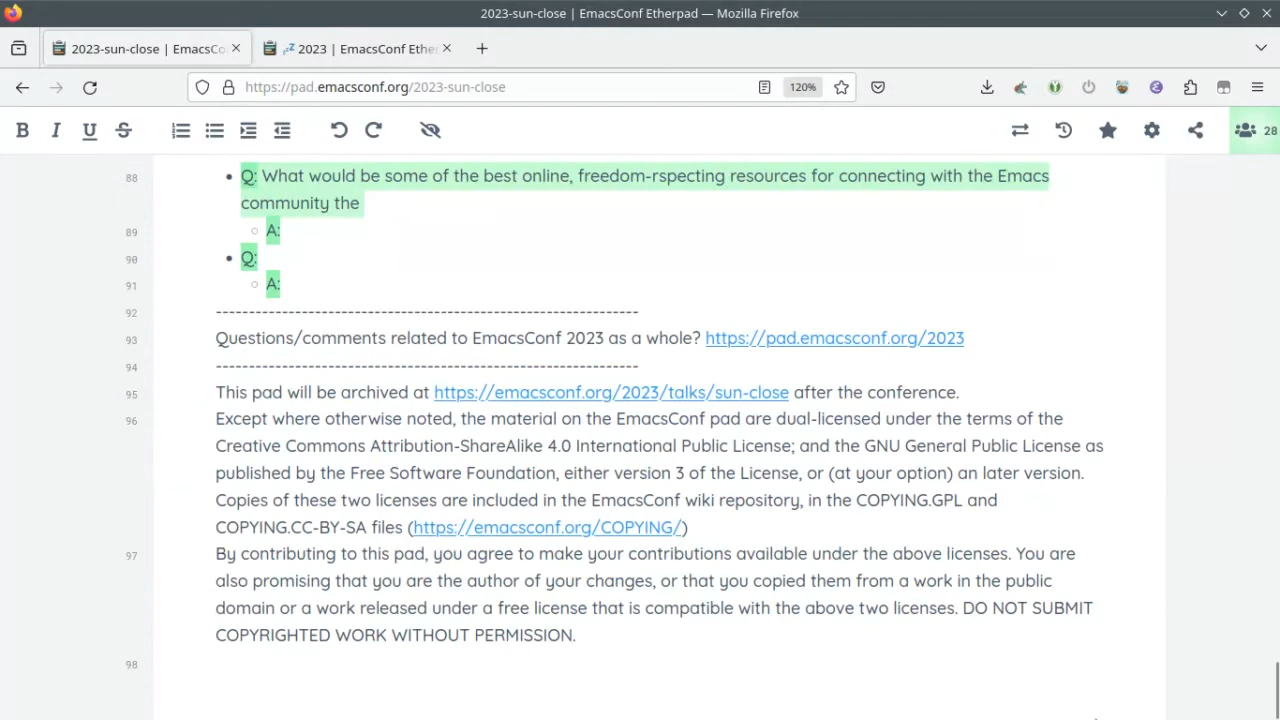 2023-sun-close | EmacsConf Etherpad — Mozilla Firefox
2023-sun-close | EmacsCo
2023 | EmacsConf Ether
https://pad.emacsconf.org/2023-sun-close
120%
B I U S
28
88
Q: What would be some of the best online, freedom-rspecting resources for connecting with the Emacs
community the
89
A:
90
Q:
91
A:
92
----------------------------------------------------------------
93
Questions/comments related to EmacsConf 2023 as a whole? https://pad.emacsconf.org/2023
94
----------------------------------------------------------------
95
This pad will be archived at https://emacsconf.org/2023/talks/sun-close after the conference.
96
Except where otherwise noted, the material on the EmacsConf pad are dual-licensed under the terms of the
Creative Commons Attribution-ShareAlike 4.0 International Public License; and the GNU General Public License as
published by the Free Software Foundation, either version 3 of the License, or (at your option) an later version.
Copies of these two licenses are included in the EmacsConf wiki repository, in the COPYING.GPL and
COPYING.CC-BY-SA files (https://emacsconf.org/COPYING/)
97
By contributing to this pad, you agree to make your contributions available under the above licenses. You are
also promising that you are the author of your changes, or that you copied them from a work in the public
domain or a work released under a free license that is compatible with the above two licenses. DO NOT SUBMIT
COPYRIGHTED WORK WITHOUT PERMISSION.
98